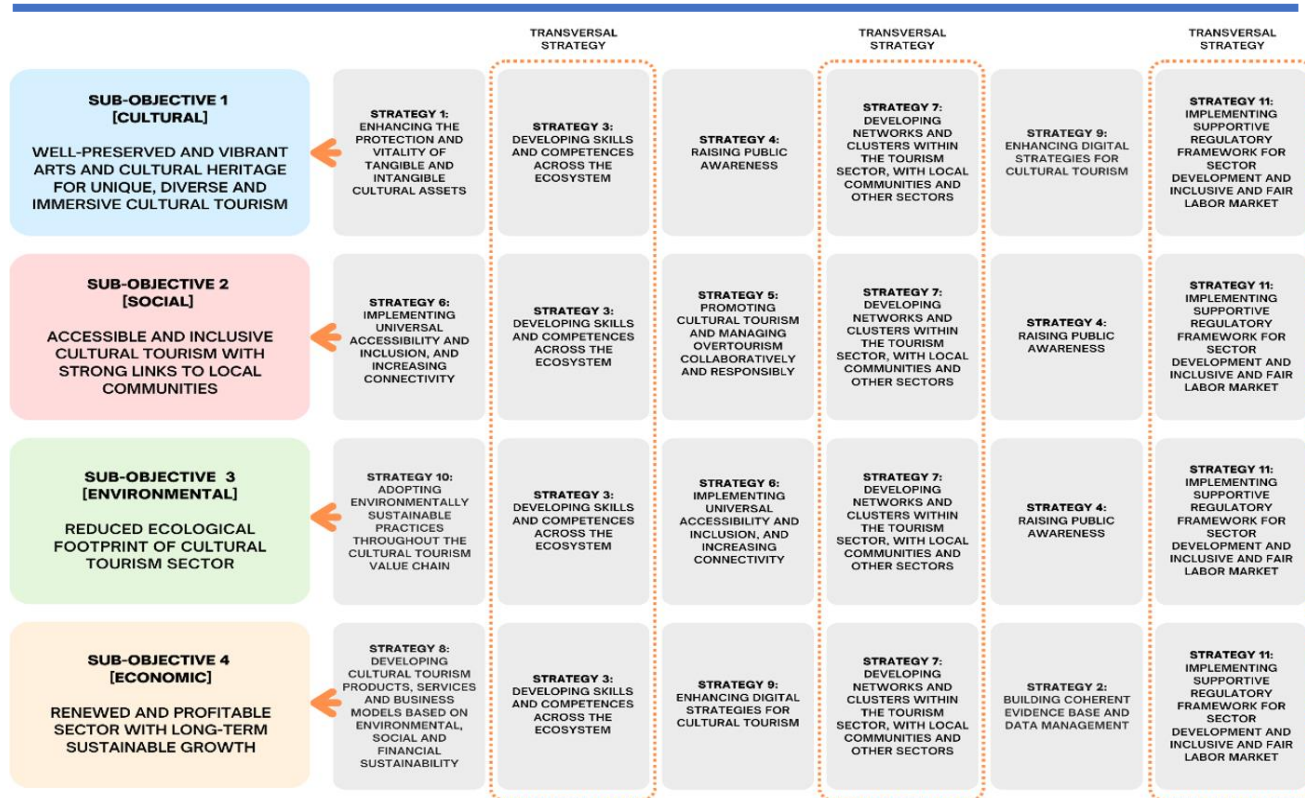 TRANSVERSAL
STRATEGY
TRANSVERSAL
STRATEGY
TRANSVERSAL
STRATEGY
SUB-OBJECTIVE 1
[CULTURAL]
WELL-PRESERVED AND VIBRANT
ARTS AND CULTURAL HERITAGE
FOR UNIQUE, DIVERSE AND
IMMERSIVE CULTURAL TOURISM
STRATEGY 1:
ENHANCING THE
PROTECTION AND
VITALITY OF
TANGIBLE AND
INTANGIBLE
CULTURAL ASSETS
STRATEGY 3:
DEVELOPING SKILLS
AND COMPETENCES
ACROSS THE
ECOSYSTEM
STRATEGY 4:
RAISING PUBLIC
AWARENESS
STRATEGY 7:
DEVELOPING
NETWORKS AND
CLUSTERS WITHIN
THE TOURISM
SECTOR, WITH LOCAL
COMMUNITIES AND
OTHER SECTORS
STRATEGY 9:
ENHANCING DIGITAL
STRATEGIES FOR
CULTURAL TOURISM
STRATEGY 11:
IMPLEMENTING
SUPPORTIVE
REGULATORY
FRAMEWORK FOR
SECTOR
DEVELOPMENT AND
INCLUSIVE AND FAIR
LABOR MARKET
SUB-OBJECTIVE 2
[SOCIAL]
ACCESSIBLE AND INCLUSIVE
CULTURAL TOURISM WITH
STRONG LINKS TO LOCAL
COMMUNITIES
STRATEGY 6:
IMPLEMENTING
UNIVERSAL
ACCESSIBILITY AND
INCLUSION, AND
INCREASING
CONNECTIVITY
STRATEGY 3:
DEVELOPING SKILLS
AND COMPETENCES
ACROSS THE
ECOSYSTEM
STRATEGY 5:
PROMOTING
CULTURAL TOURISM
AND MANAGING
OVERTOURISM
COLLABORATIVELY
AND RESPONSIBLY
STRATEGY 7:
DEVELOPING
NETWORKS AND
CLUSTERS WITHIN
THE TOURISM
SECTOR, WITH LOCAL
COMMUNITIES AND
OTHER SECTORS
STRATEGY 4:
RAISING PUBLIC
AWARENESS
STRATEGY 11:
IMPLEMENTING
SUPPORTIVE
REGULATORY
FRAMEWORK FOR
SECTOR
DEVELOPMENT AND
INCLUSIVE AND FAIR
LABOR MARKET
SUB-OBJECTIVE 3
[ENVIRONMENTAL]
REDUCED ECOLOGICAL
FOOTPRINT OF CULTURAL
TOURISM SECTOR
STRATEGY 10:
ADOPTING
ENVIRONMENTALLY
SUSTAINABLE
PRACTICES
THROUGHOUT THE
CULTURAL TOURISM
VALUE CHAIN
STRATEGY 3:
DEVELOPING SKILLS
AND COMPETENCES
ACROSS THE
ECOSYSTEM
STRATEGY 6:
IMPLEMENTING
UNIVERSAL
ACCESSIBILITY AND
INCLUSION, AND
INCREASING
CONNECTIVITY
STRATEGY 7:
DEVELOPING
NETWORKS AND
CLUSTERS WITHIN
THE TOURISM
SECTOR, WITH LOCAL
COMMUNITIES AND
OTHER SECTORS
STRATEGY 4:
RAISING PUBLIC
AWARENESS
STRATEGY 11:
IMPLEMENTING
SUPPORTIVE
REGULATORY
FRAMEWORK FOR
SECTOR
DEVELOPMENT AND
INCLUSIVE AND FAIR
LABOR MARKET
SUB-OBJECTIVE 4
[ECONOMIC]
RENEWED AND PROFITABLE
SECTOR WITH LONG-TERM
SUSTAINABLE GROWTH
STRATEGY 8:
DEVELOPING
CULTURAL TOURISM
PRODUCTS, SERVICES
AND BUSINESS
MODELS BASED ON
ENVIRONMENTAL,
SOCIAL AND
FINANCIAL
SUSTAINABILITY
STRATEGY 3:
DEVELOPING SKILLS
AND COMPETENCES
ACROSS THE
ECOSYSTEM
STRATEGY 9:
ENHANCING DIGITAL
STRATEGIES FOR
CULTURAL TOURISM
STRATEGY 7:
DEVELOPING
NETWORKS AND
CLUSTERS WITHIN
THE TOURISM
SECTOR, WITH LOCAL
COMMUNITIES AND
OTHER SECTORS
STRATEGY 2:
BUILDING COHERENT
EVIDENCE BASE AND
DATA MANAGEMENT
STRATEGY 11:
IMPLEMENTING
SUPPORTIVE
REGULATORY
FRAMEWORK FOR
SECTOR
DEVELOPMENT AND
INCLUSIVE AND FAIR
LABOR MARKET